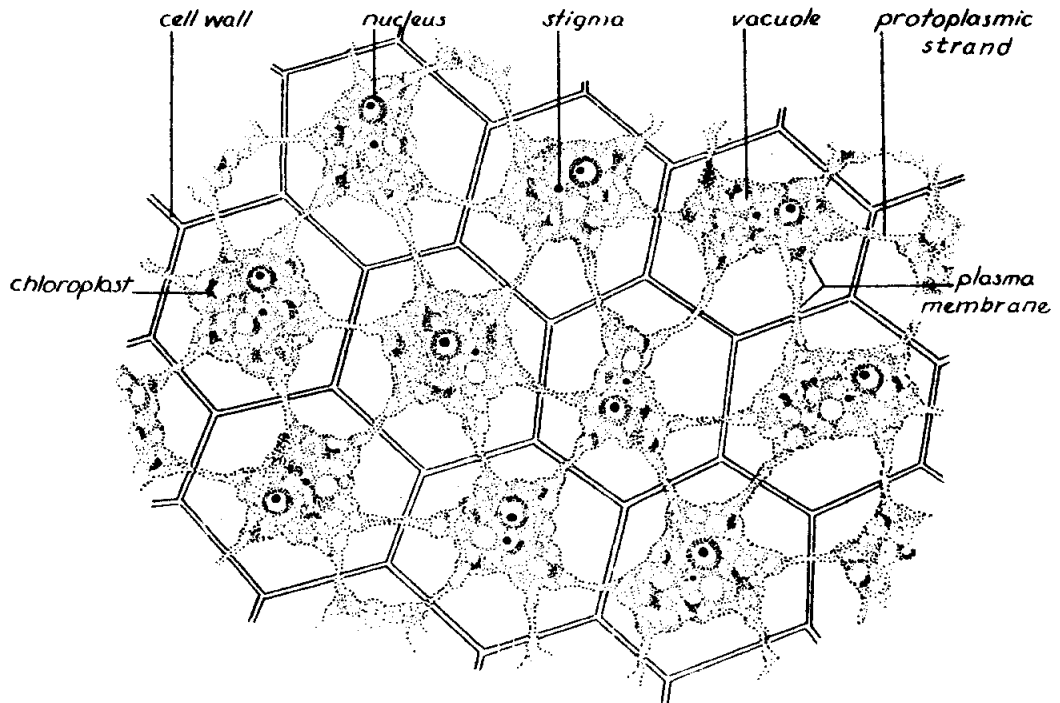 cell wall
nucleus
stigma
vacuole
protoplasmic
strand
chloroplast
plasma
membrane